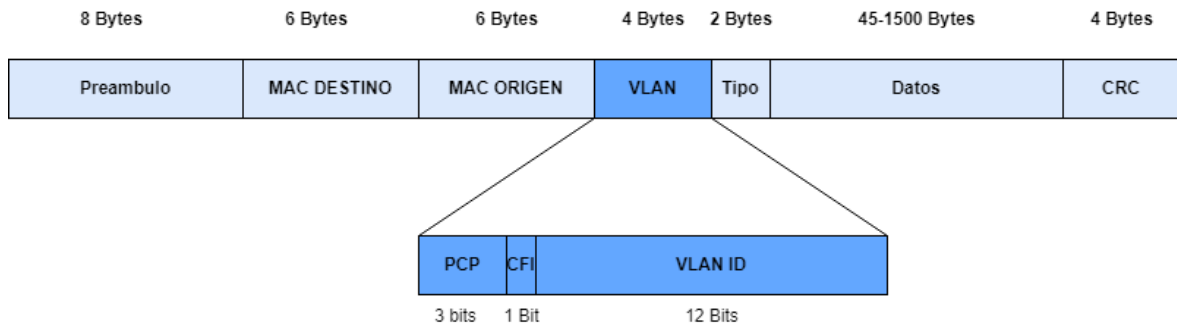 8 Bytes 6 Bytes 6 Bytes 4 Bytes 2 Bytes 45-1500 Bytes 4 Bytes
Preambulo MAC DESTINO MAC ORIGEN VLAN Tipo Datos CRC
PCP CFI VLAN ID
3 bits 1 Bit 12 Bits